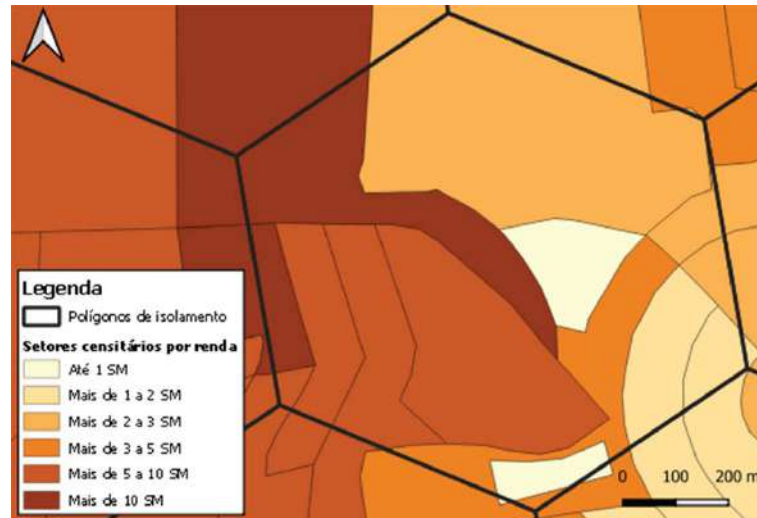 Legenda
Polígonos de isolamento
Setores censitários por renda
Até 1 SM
Mais de 1 a 2 SM
Mais de 2 a 3 SM
Mais de 3 a 5 SM
Mais de 5 a 10 SM
Mais de 10 SM
0 100 200 m